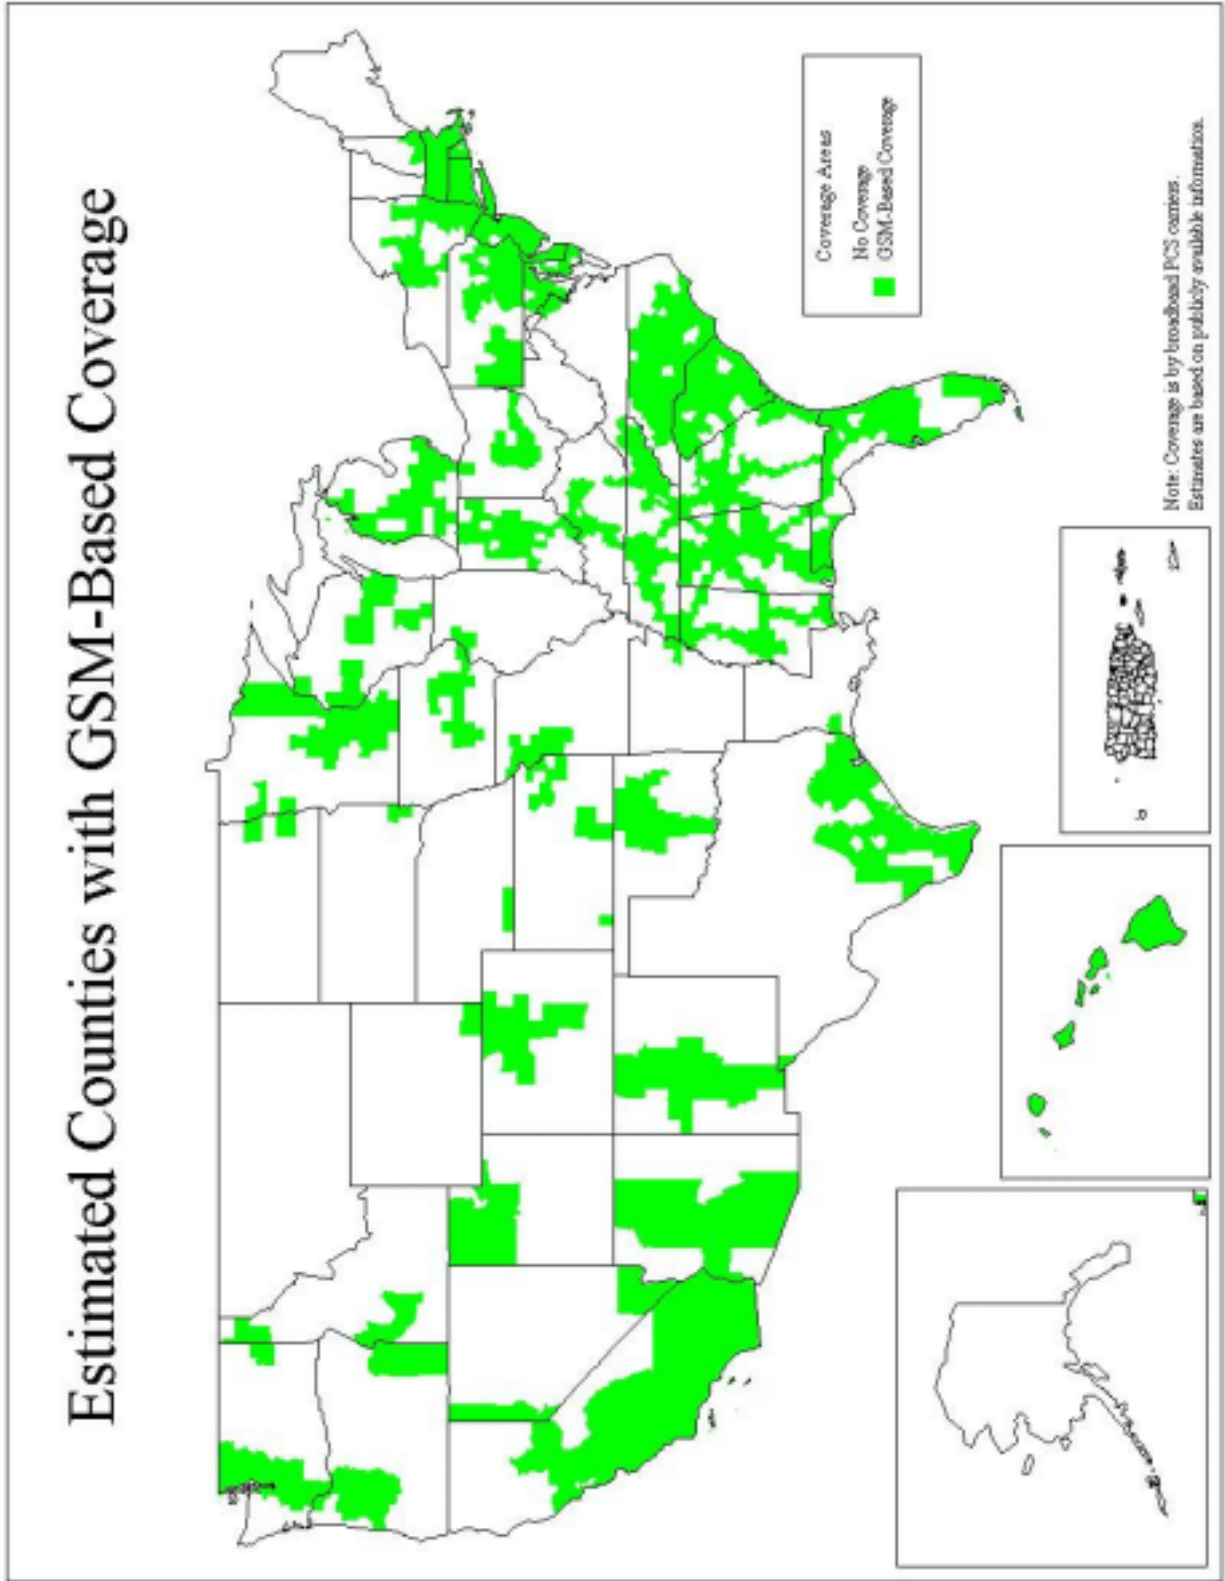 Estimated Counties with GSM-Based Coverage
Coverage Areas
No Coverage
GSM-Based Coverage
Note: Coverage is by broadband PCS carriers.
Estimates are based on publicly available information.